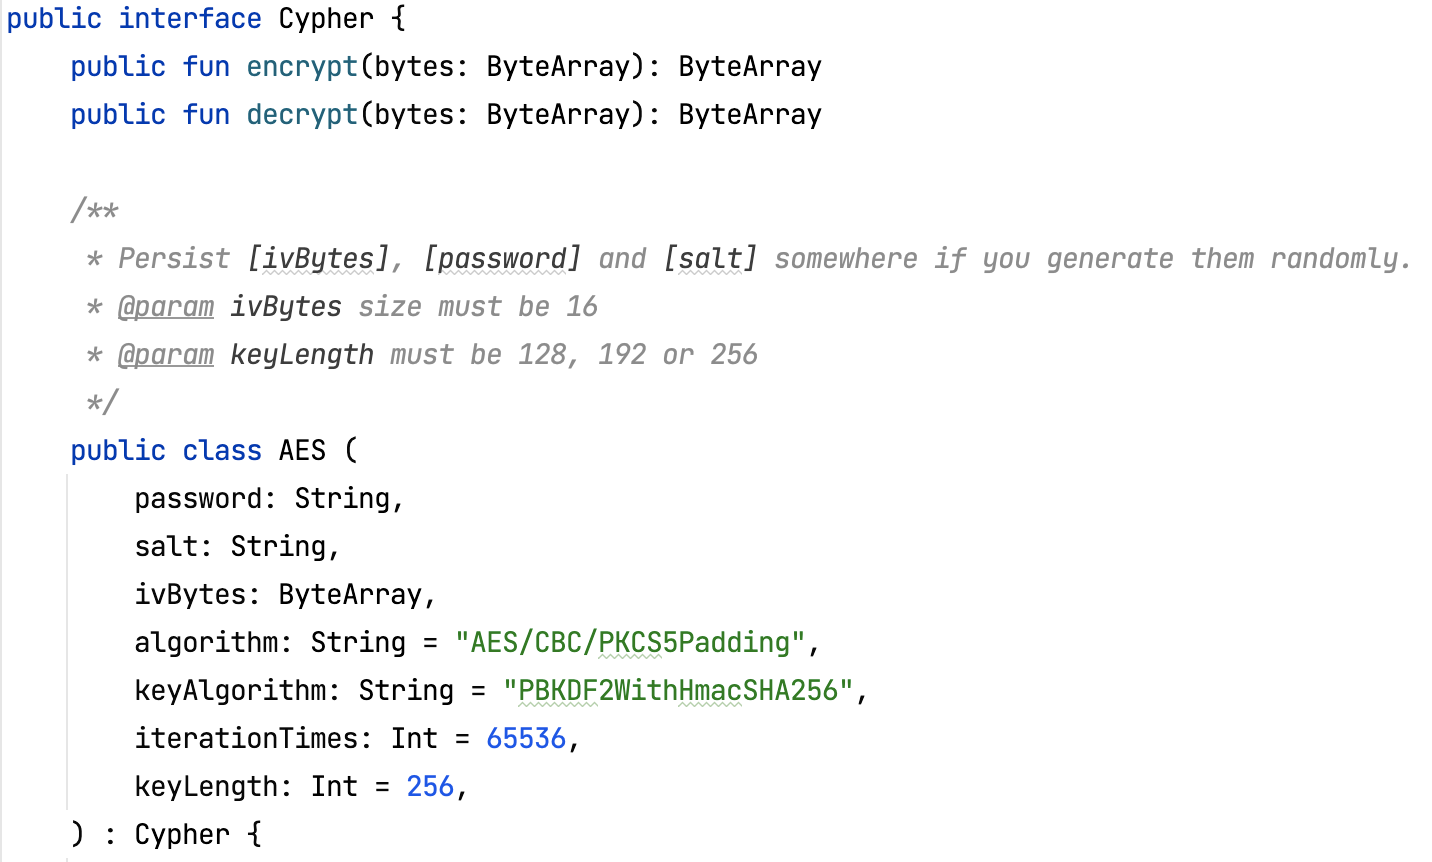 public interface Cypher {
    public fun encrypt(bytes: ByteArray): ByteArray
    public fun decrypt(bytes: ByteArray): ByteArray
    /**
     * Persist [ivBytes], [password] and [salt] somewhere if you generate them randomly.
     * @param ivBytes size must be 16
     * @param keyLength must be 128, 192 or 256
     */
    public class AES (
        password: String,
        salt: String,
        ivBytes: ByteArray,
        algorithm: String = "AES/CBC/PKCS5Padding",
        keyAlgorithm: String = "PBKDF2WithHmacSHA256",
        iterationTimes: Int = 65536,
        keyLength: Int = 256,
    ) : Cypher {